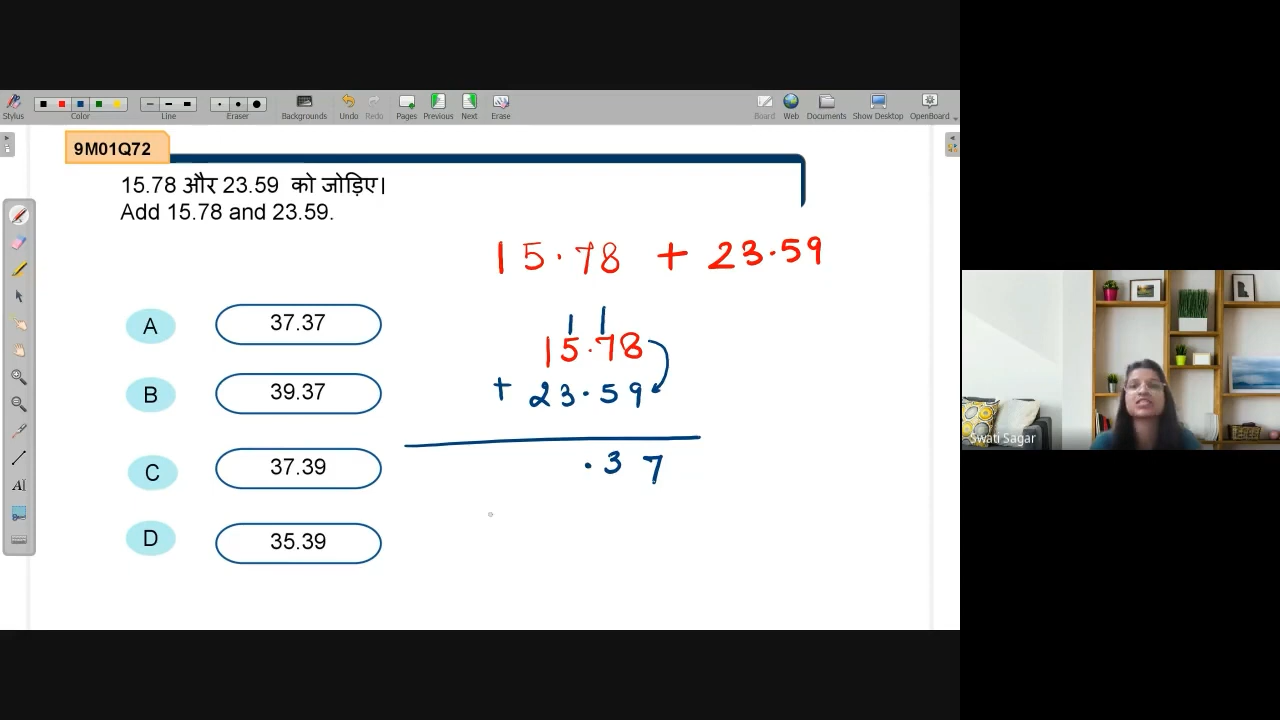 Stylus
Color
Line
Eraser
Backgrounds
Undo
Redo
Pages
Previous
Next
Erase
Board
Web
Documents
Show Desktop
OpenBoard
9M01Q72
15.78 और 23.59 को जोड़िए।
Add 15.78 and 23.59.
15.78 + 23.59
A 37.37
B 39.37
C 37.39
D 35.39
1 1
15.78
+ 23.59
.37
Swati Sagar